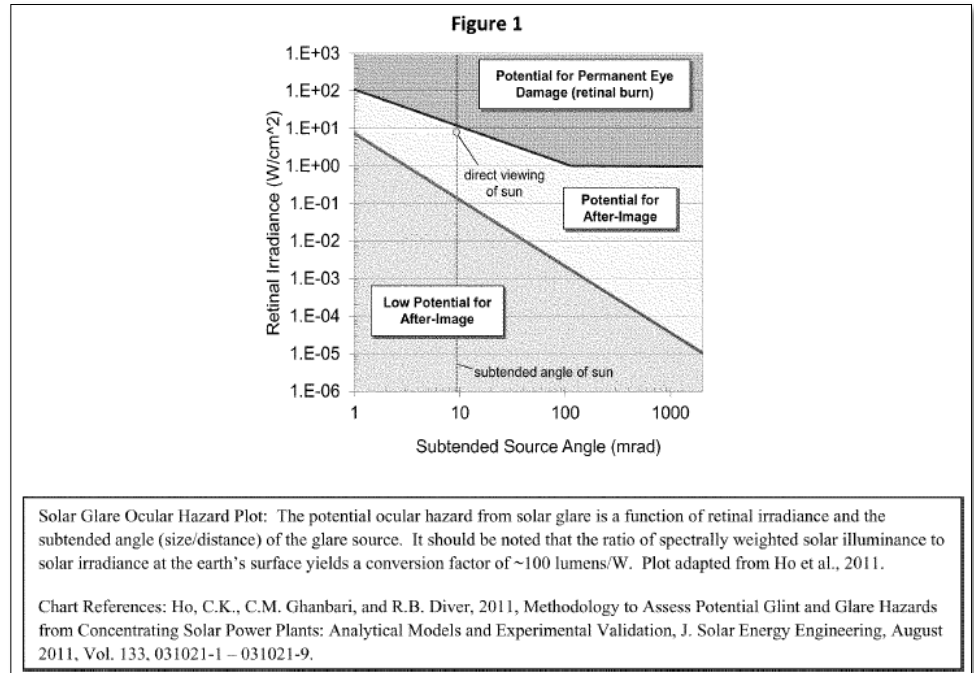 Figure 1
1.E+03
1.E+02
1.E+01
1.E+00
1.E-01
1.E-02
1.E-03
1.E-04
1.E-05
1.E-06
Retinal Irradiance (W/cm^2)
Potential for Permanent Eye
Damage (retinal burn)
direct viewing
of sun
Potential for
After-Image
Low Potential for
After-Image
subtended angle of sun
1
10
100
1000
Subtended Source Angle (mrad)
Solar Glare Ocular Hazard Plot: The potential ocular hazard from solar glare is a function of retinal irradiance and the
subtended angle (size/distance) of the glare source. It should be noted that the ratio of spectrally weighted solar illuminance to
solar irradiance at the earth's surface yields a conversion factor of ~100 lumens/W. Plot adapted from Ho et al., 2011.
Chart References: Ho, C.K., C.M. Ghanbari, and R.B. Diver, 2011, Methodology to Assess Potential Glint and Glare Hazards
from Concentrating Solar Power Plants: Analytical Models and Experimental Validation, J. Solar Energy Engineering, August
2011, Vol. 133, 031021-1 – 031021-9.